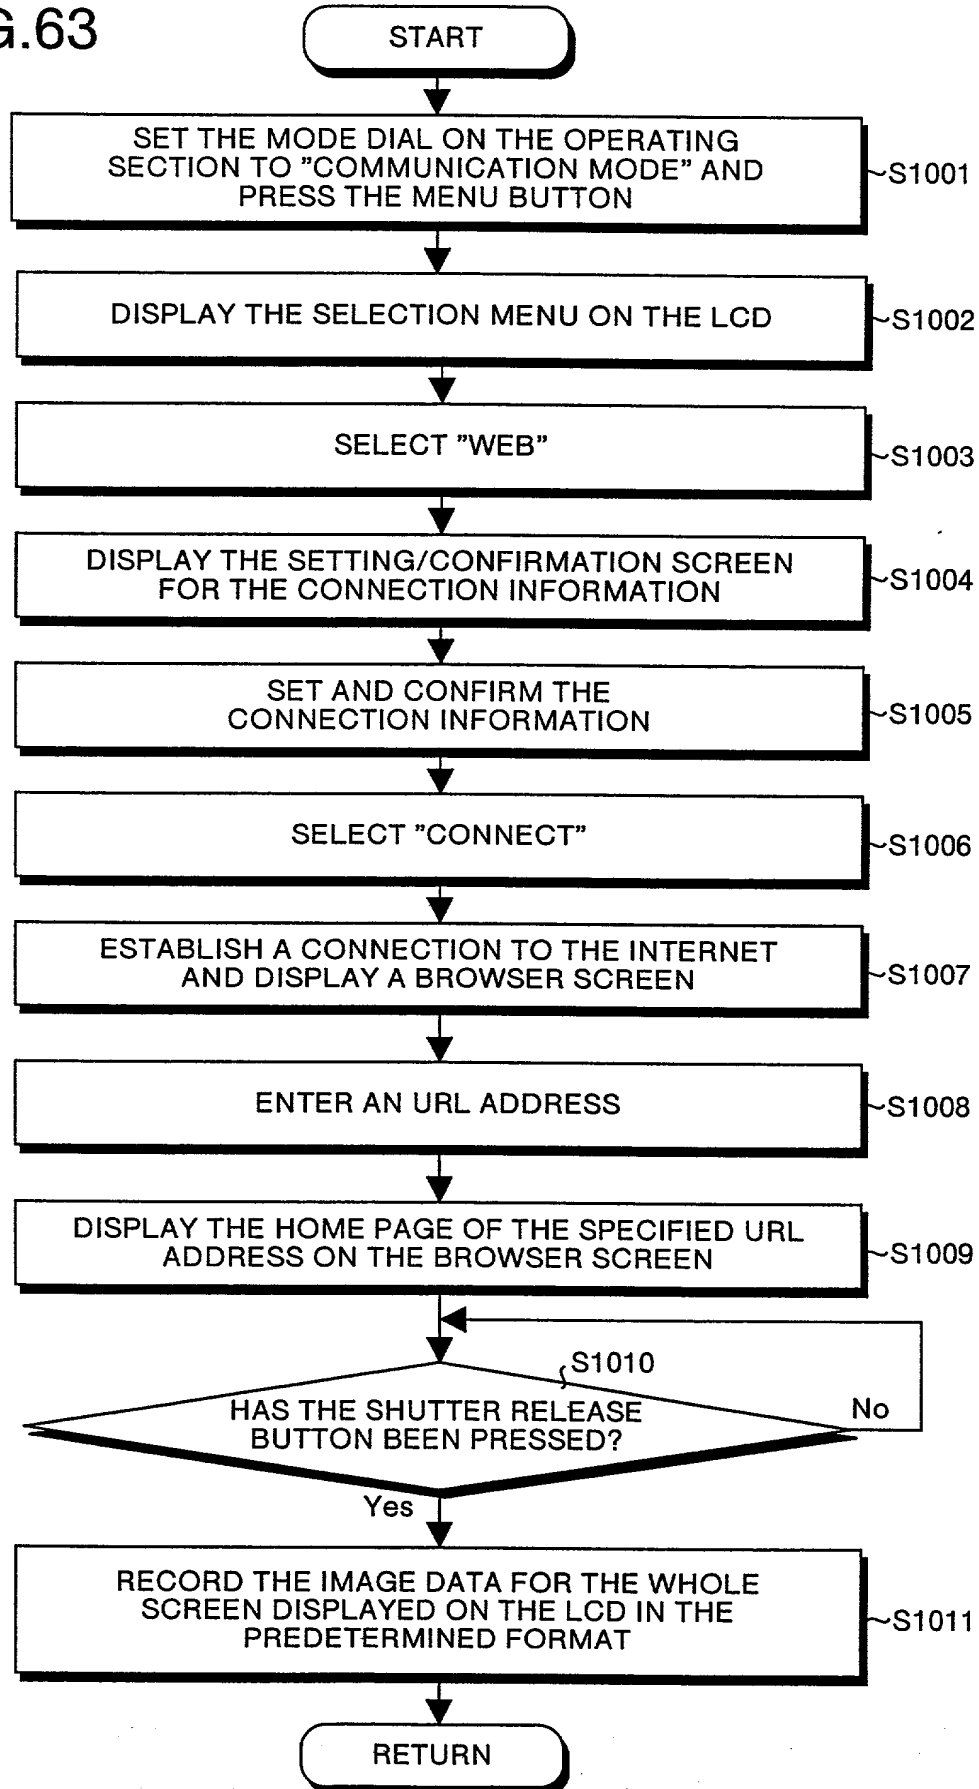 G.63
START
SET THE MODE DIAL ON THE OPERATING
SECTION TO ”COMMUNICATION MODE” AND
PRESS THE MENU BUTTON
S1001
DISPLAY THE SELECTION MENU ON THE LCD
S1002
SELECT ”WEB”
S1003
DISPLAY THE SETTING/CONFIRMATION SCREEN
FOR THE CONNECTION INFORMATION
S1004
SET AND CONFIRM THE
CONNECTION INFORMATION
S1005
SELECT ”CONNECT”
S1006
ESTABLISH A CONNECTION TO THE INTERNET
AND DISPLAY A BROWSER SCREEN
S1007
ENTER AN URL ADDRESS
S1008
DISPLAY THE HOME PAGE OF THE SPECIFIED URL
ADDRESS ON THE BROWSER SCREEN
S1009
S1010
HAS THE SHUTTER RELEASE
BUTTON BEEN PRESSED?
No
Yes
RECORD THE IMAGE DATA FOR THE WHOLE
SCREEN DISPLAYED ON THE LCD IN THE
PREDETERMINED FORMAT
S1011
RETURN